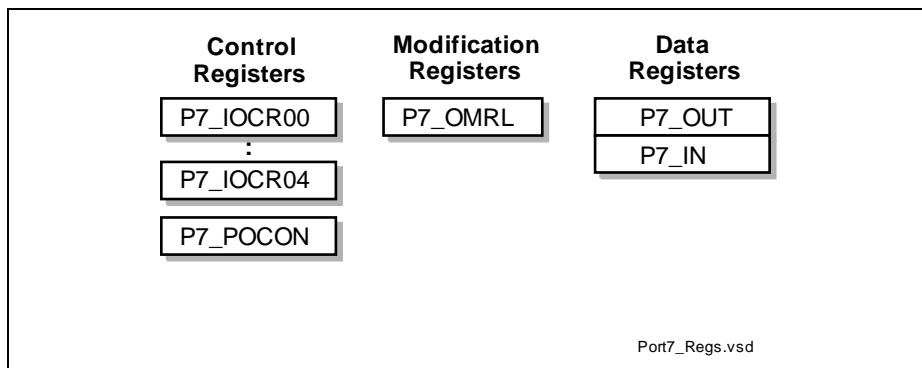 Control
Registers
P7_IOCR00
:
P7_IOCR04
P7_POCON
Modification
Registers
P7_OMRL
Data
Registers
P7_OUT
P7_IN
Port7_Regs.vsd